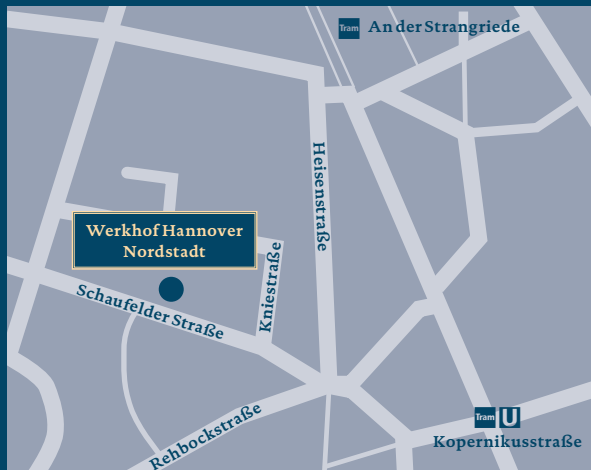 Tram An der Strangriede
Heisenstraße
Werkhof Hannover
Nordstadt
Kniestraße
Schaufelder Straße
Rehbockstraße
Tram U
Kopernikusstraße